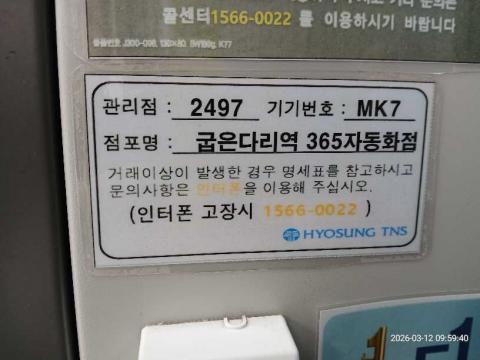 콜센터1566-0022 를 이용하시기 바랍니다
관리점 : 2497 기기번호 : MK7
점포명 : 굽은다리역 365자동화점
거래이상이 발생한 경우 명세표를 참고하시고
문의사항은 인터폰을 이용해 주십시오.
(인터폰 고장시 1566-0022 )
HYOSUNG TNS
2026-03-12 09:59:40